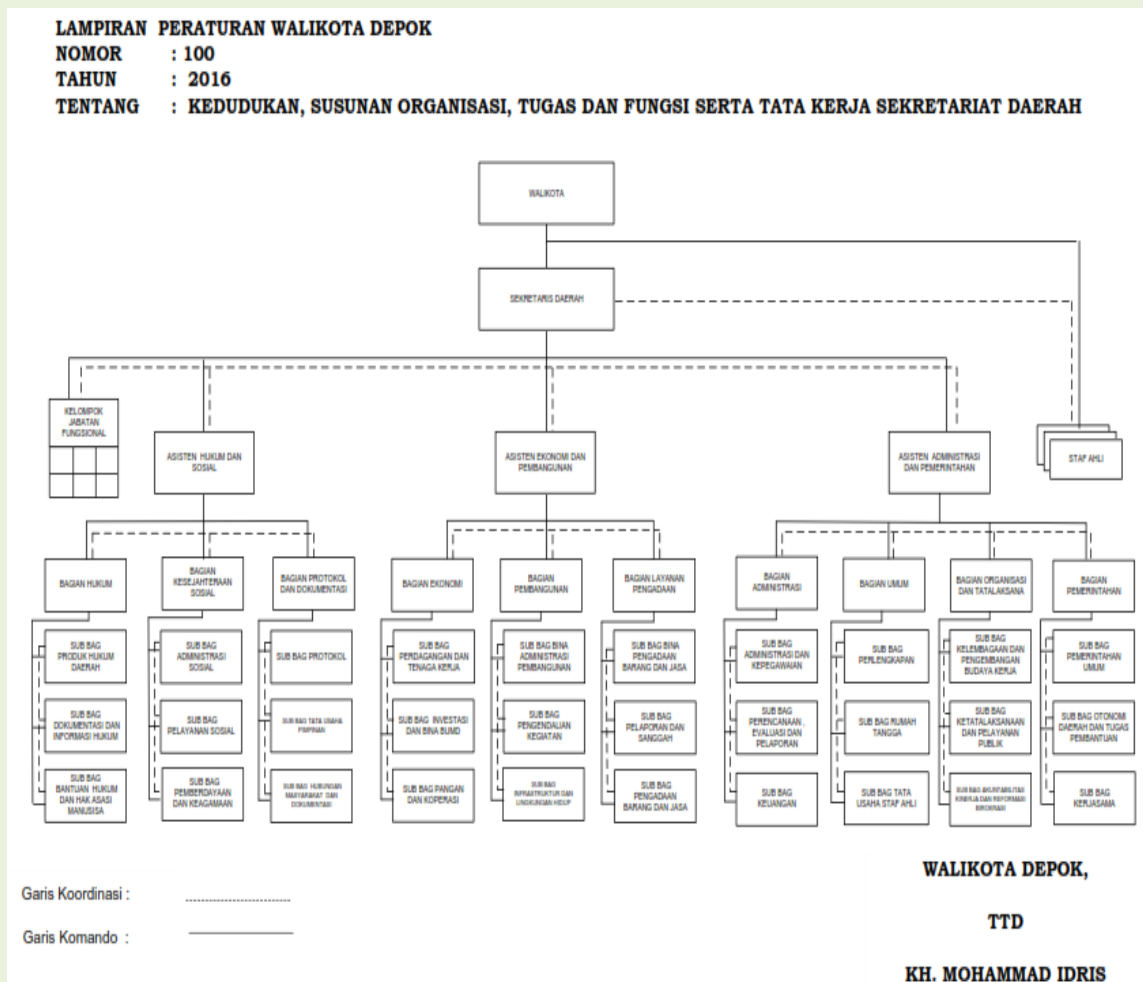 LAMPIRAN PERATURAN WALIKOTA DEPOK
NOMOR : 100
TAHUN : 2016
TENTANG : KEDUDUKAN, SUSUNAN ORGANISASI, TUGAS DAN FUNGSI SERTA TATA KERJA SEKRETARIAT DAERAH
WALIKOTA
SEKRETARIS DAERAH
KELOMPOK
JABATAN
FUNGSIONAL
ASISTEN HUKUM DAN
SOSIAL
ASISTEN EKONOMI DAN
PEMBANGUNAN
ASISTEN ADMINISTRASI
DAN PEMERINTAHAN
STAF AHLI
BAGIAN HUKUM
BAGIAN
KESEJAHTERAAN
SOSIAL
BAGIAN PROTOKOL
DAN DOKUMENTASI
BAGIAN EKONOMI
BAGIAN
PEMBANGUNAN
BAGIAN LAYANAN
PENGADAAN
BAGIAN
ADMINISTRASI
BAGIAN UMUM
BAGIAN ORGANISASI
DAN TATALAKSANA
BAGIAN
PEMERINTAHAN
SUB BAG
PRODUK HUKUM
DAERAH
SUB BAG
ADMINISTRASI
SOSIAL
SUB BAG PROTOKOL
SUB BAG
PERDAGANGAN DAN
TENAGA KERJA
SUB BAG BINA
ADMINISTRASI
PEMBANGUNAN
SUB BAG BINA
PENGADAAN
BARANG DAN JASA
SUB BAG
ADMINISTRASI DAN
KEPEGAWAIAN
SUB BAG
PERLENGKAPAN
SUB BAG
KELEMBAGAAN DAN
PENGEMBANGAN
BUDAYA KERJA
SUB BAG
PEMERINTAHAN
UMUM
SUB BAG
DOKUMENTASI DAN
INFORMASI HUKUM
SUB BAG
PELAYANAN SOSIAL
SUB BAG TATA USAHA
PIMPINAN
SUB BAG INVESTASI
DAN BINA BUMD
SUB BAG
PENGENDALIAN
KEGIATAN
SUB BAG
PELAPORAN DAN
SANGGAH
SUB BAG
PERENCANAAN ,
EVALUASI DAN
PELAPORAN
SUB BAG RUMAH
TANGGA
SUB BAG
KETATALAKSANAAN
DAN PELAYANAN
PUBLIK
SUB BAG OTONOMI
DAERAH DAN TUGAS
PEMBANTUAN
SUB BAG
BANTUAN HUKUM
DAN HAK ASASI
MANUSISA
SUB BAG
PEMBERDAYAAN
DAN KEAGAMAAN
SUB BAG HUBUNGAN
MASYARAKAT DAN
DOKUMENTASI
SUB BAG PANGAN
DAN KOPERASI
SUB BAG
INFRASTRUKTUR DAN
LINGKUNGAN HIDUP
SUB BAG
PENGADAAN
BARANG DAN JASA
SUB BAG
KEUANGAN
SUB BAG TATA
USAHA STAF AHLI
SUB BAG AKUNTABILITAS
KINERJA DAN REFORMASI
BIROKRASI
SUB BAG
KERJASAMA
Garis Koordinasi :
Garis Komando :
WALIKOTA DEPOK,
TTD
KH. MOHAMMAD IDRIS